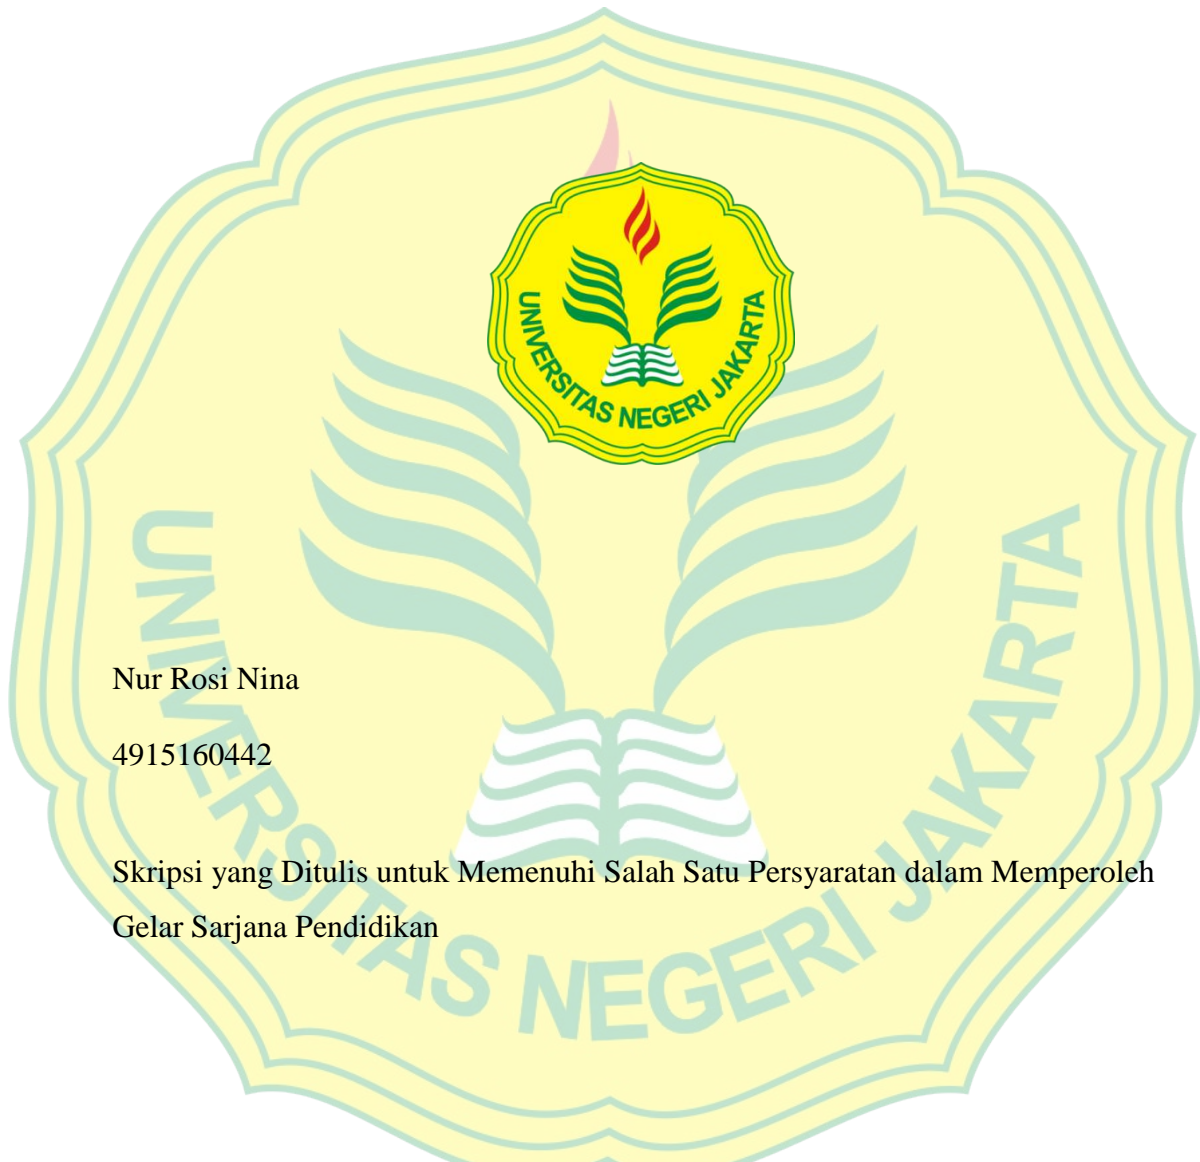 UNIVERSITAS NEGERI JAKARTA
UNIVERSITAS NEGERI JAKARTA
Nur Rosi Nina
4915160442
Skripsi yang Ditulis untuk Memenuhi Salah Satu Persyaratan dalam Memperoleh
Gelar Sarjana Pendidikan